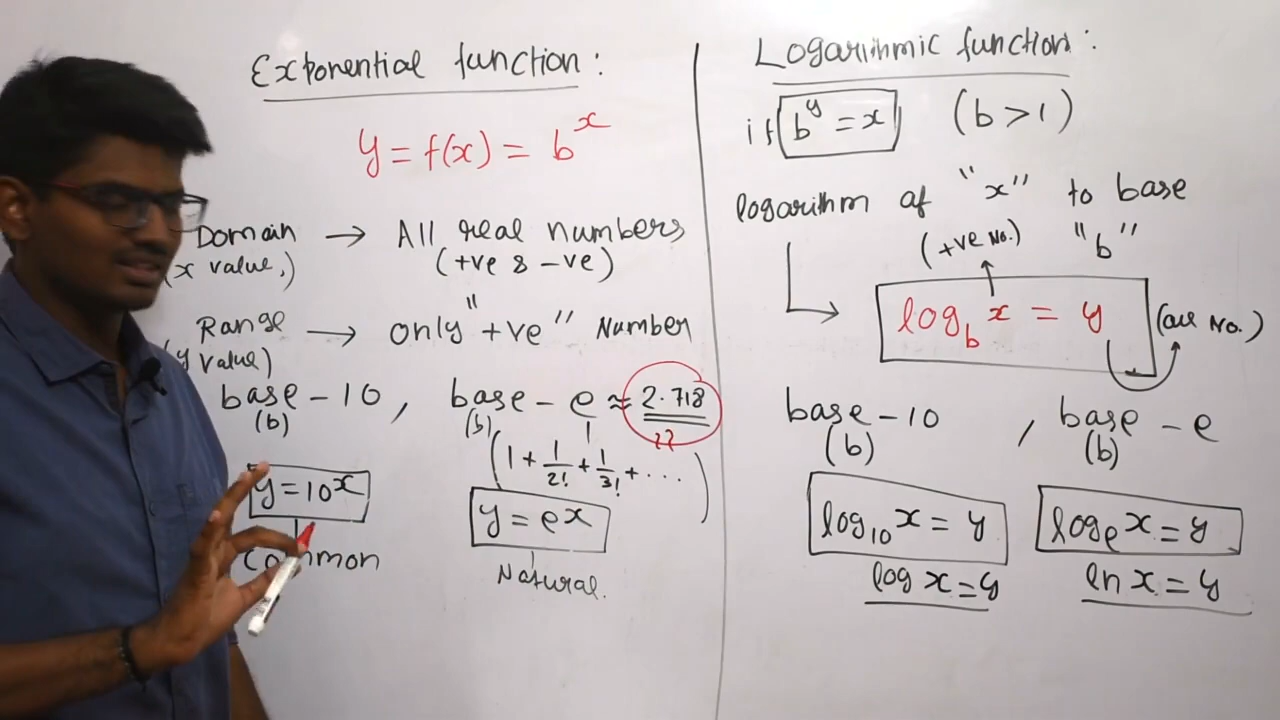 Exponential function :
y = f(x) = b^x
Domain → All real numbers
(x value,) (+ve & -ve)
Range → only "+ve" Number
(y value)
base - 10 , base - e ≈ 2.718
(b) (b)
(1 + 1/2! + 1/3! + ...)
y = 10^x
y = e^x
Common
Natural.
Logarithmic function :
if b^y = x (b > 1)
logarithm of "x" to base
(+ve No.) "b"
log_b x = y (all No.)
base - 10 , base - e
(b) (b)
log_10 x = y
log_e x = y
log x = y
ln x = y